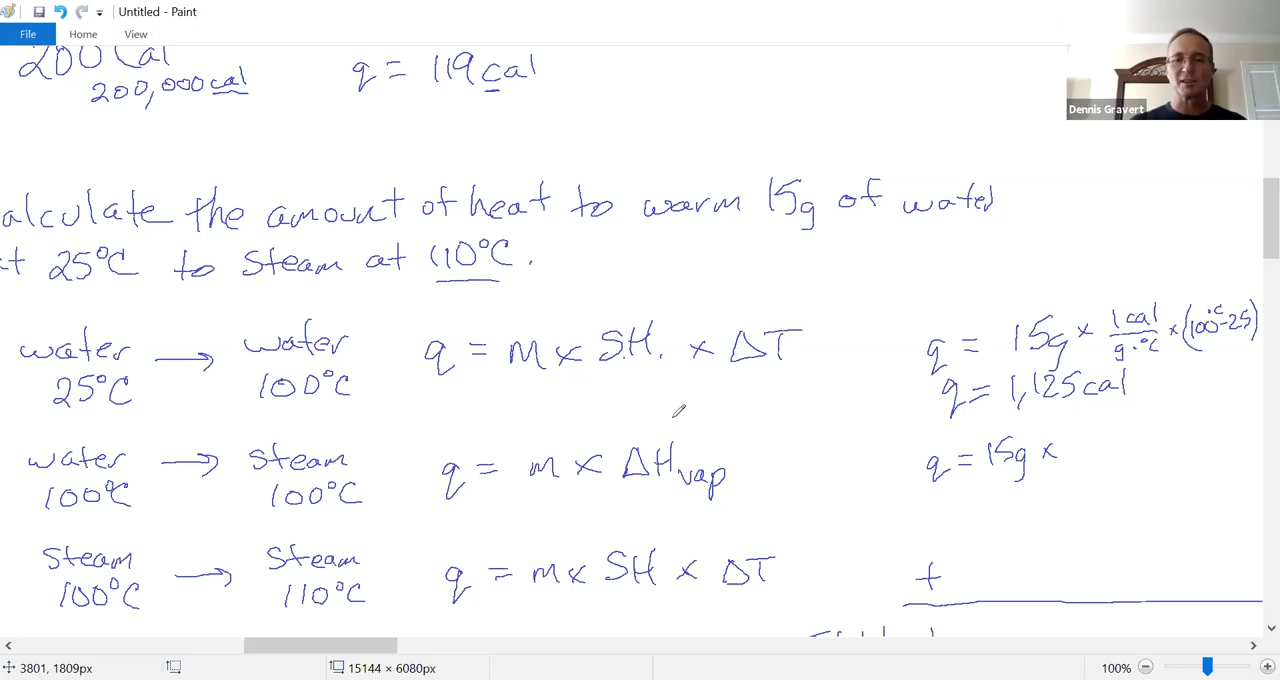 Untitled - Paint
File Home View
Dennis Gravert
200 Cal
200,000 cal
q = 119 cal
alculate the amount of heat to warm 15g of water
at 25°C to steam at 110°C.
water 25°C → water 100°C
q = m x S.H. x ΔT
q = 15g x 1cal/g·°C x (100°C-25)
q = 1,125 cal
water 100°C → steam 100°C
q = m x ΔHvap
q = 15g x
steam 100°C → steam 110°C
q = m x SH x ΔT
+
3801, 1809px
15144 × 6080px
100%